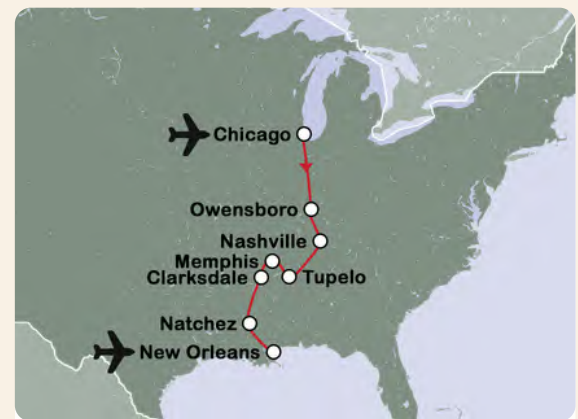 Chicago
Owensboro
Nashville
Memphis
Clarksdale
Tupelo
Natchez
New Orleans